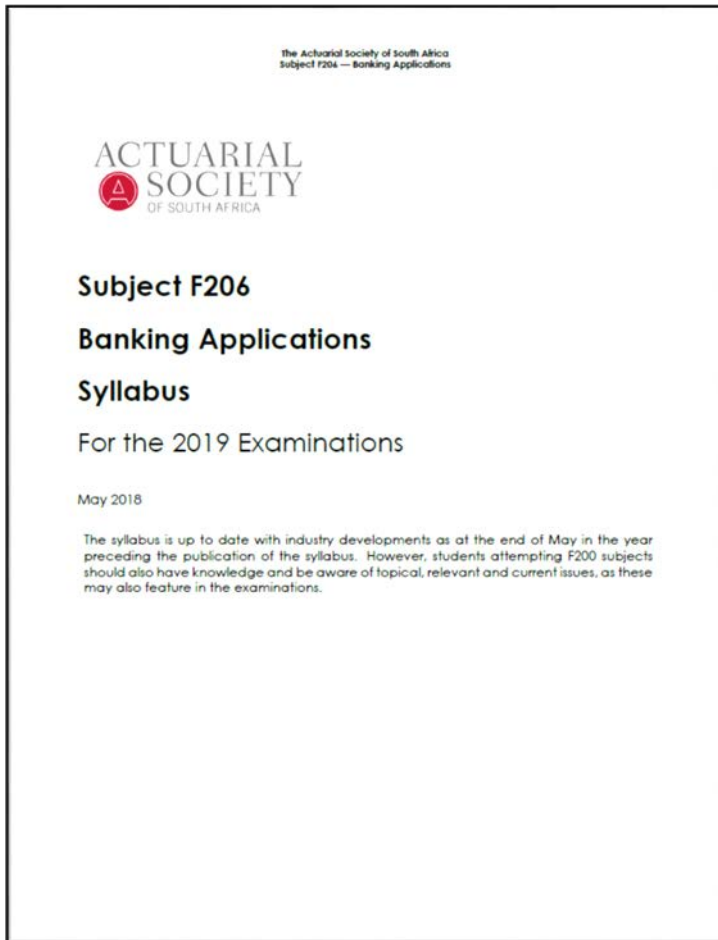 The Actuarial Society of South Africa
Subject F206 — Banking Applications
ACTUARIAL
SOCIETY
OF SOUTH AFRICA
Subject F206
Banking Applications
Syllabus
For the 2019 Examinations
May 2018
The syllabus is up to date with industry developments as at the end of May in the year
preceding the publication of the syllabus. However, students attempting F200 subjects
should also have knowledge and be aware of topical, relevant and current issues, as these
may also feature in the examinations.